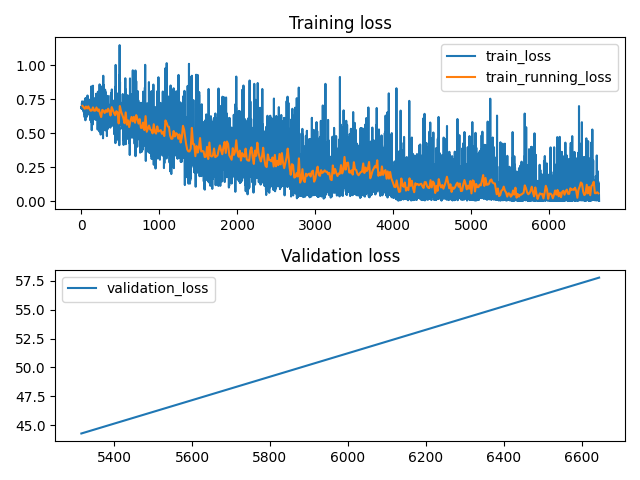 Training loss
1.00
0.75
0.50
0.25
0.00
train_loss
train_running_loss
0 1000 2000 3000 4000 5000 6000
Validation loss
57.5
55.0
52.5
50.0
47.5
45.0
validation_loss
5400 5600 5800 6000 6200 6400 6600